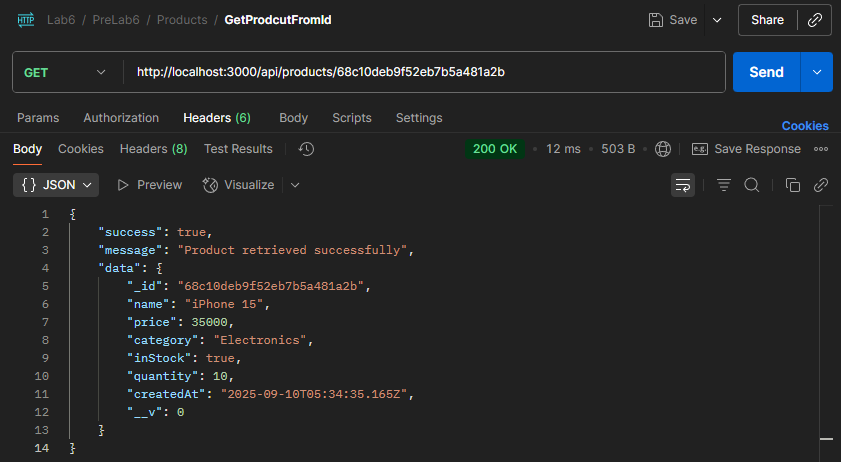 HTTP Lab6 / PreLab6 / Products / GetProdcutFromId Save Share
GET http://localhost:3000/api/products/68c10deb9f52eb7b5a481a2b Send
Params Authorization Headers (6) Body Scripts Settings
Cookies
Body Cookies Headers (8) Test Results 200 OK • 12 ms • 503 B e.g. Save Response
{} JSON Preview Visualize
1 {
2 "success": true,
3 "message": "Product retrieved successfully",
4 "data": {
5 "_id": "68c10deb9f52eb7b5a481a2b",
6 "name": "iPhone 15",
7 "price": 35000,
8 "category": "Electronics",
9 "inStock": true,
10 "quantity": 10,
11 "createdAt": "2025-09-10T05:34:35.165Z",
12 "__v": 0
13 }
14 }